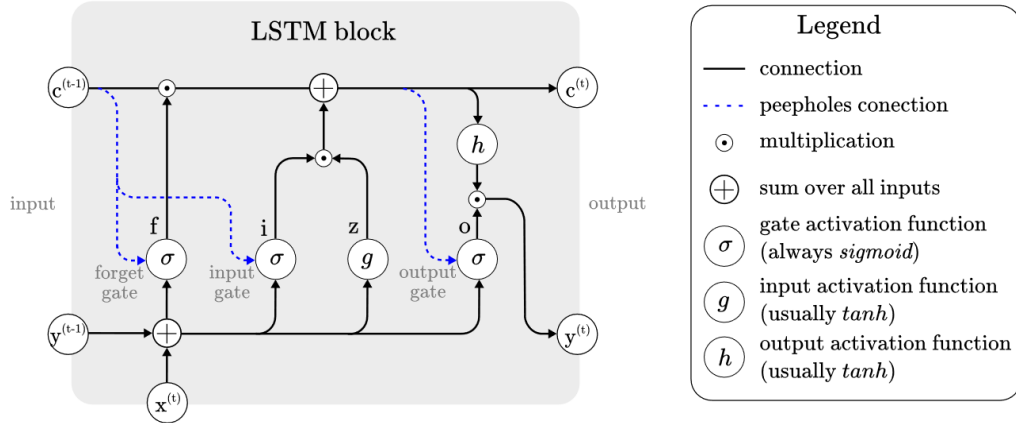 LSTM block
c(t-1)
c(t)
h
input
output
f
i
z
o
σ
σ
g
σ
forget
gate
input
gate
output
gate
y(t-1)
y(t)
x(t)
Legend
connection
peepholes conection
multiplication
sum over all inputs
σ
gate activation function
(always sigmoid)
g
input activation function
(usually tanh)
h
output activation function
(usually tanh)